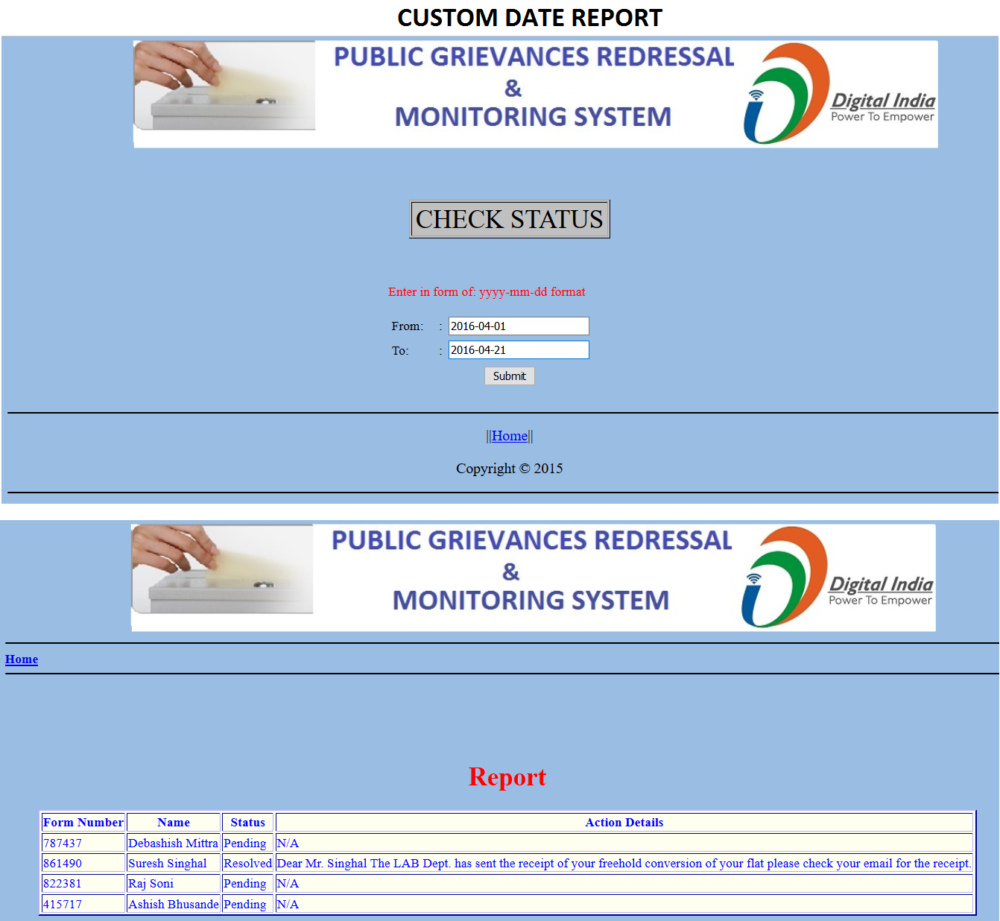 CUSTOM DATE REPORT
PUBLIC GRIEVANCES REDRESSAL
&
MONITORING SYSTEM
Digital India
Power To Empower
CHECK STATUS
Enter in form of: yyyy-mm-dd format
From: : 2016-04-01
To: : 2016-04-21
Submit
||Home||
Copyright © 2015
PUBLIC GRIEVANCES REDRESSAL
&
MONITORING SYSTEM
Digital India
Power To Empower
Home
Report
Form Number Name Status Action Details
787437 Debashish Mittra Pending N/A
861490 Suresh Singhal Resolved Dear Mr. Singhal The LAB Dept. has sent the receipt of your freehold conversion of your flat please check your email for the receipt.
822381 Raj Soni Pending N/A
415717 Ashish Bhusande Pending N/A